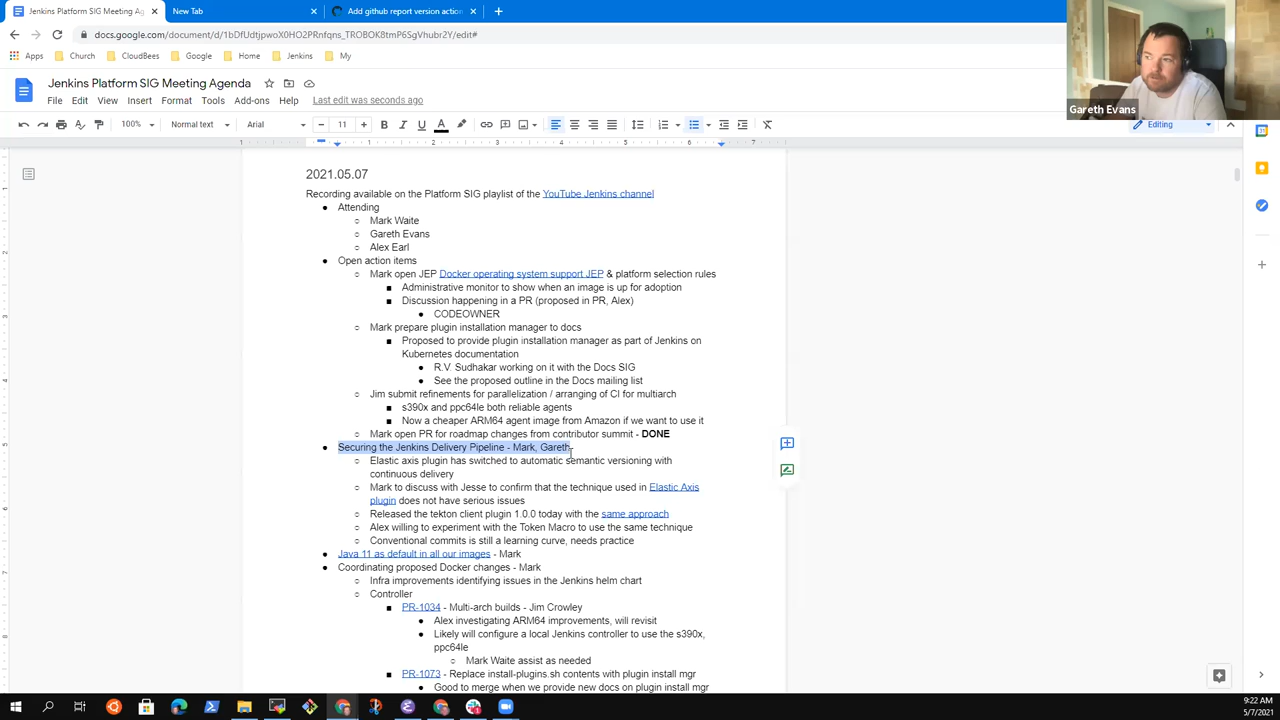 Jenkins Platform SIG Meeting Ag
New Tab
Add github report version action
docs.google.com/document/d/1bDfUdtjpwoX0HO2PRnfqns_TROBOK8tmP6SgVhubr2Y/edit#
Apps
Church
CloudBees
Google
Home
Jenkins
My
Gareth Evans
Jenkins Platform SIG Meeting Agenda
File Edit View Insert Format Tools Add-ons Help Last edit was seconds ago
100% Normal text Arial 11 Editing
2021.05.07
Recording available on the Platform SIG playlist of the YouTube Jenkins channel
Attending
Mark Waite
Gareth Evans
Alex Earl
Open action items
Mark open JEP Docker operating system support JEP & platform selection rules
Administrative monitor to show when an image is up for adoption
Discussion happening in a PR (proposed in PR, Alex)
CODEOWNER
Mark prepare plugin installation manager to docs
Proposed to provide plugin installation manager as part of Jenkins on
Kubernetes documentation
R.V. Sudhakar working on it with the Docs SIG
See the proposed outline in the Docs mailing list
Jim submit refinements for parallelization / arranging of CI for multiarch
s390x and ppc64le both reliable agents
Now a cheaper ARM64 agent image from Amazon if we want to use it
Mark open PR for roadmap changes from contributor summit - DONE
Securing the Jenkins Delivery Pipeline - Mark, Gareth
Elastic axis plugin has switched to automatic semantic versioning with
continuous delivery
Mark to discuss with Jesse to confirm that the technique used in Elastic Axis
plugin does not have serious issues
Released the tekton client plugin 1.0.0 today with the same approach
Alex willing to experiment with the Token Macro to use the same technique
Conventional commits is still a learning curve, needs practice
Java 11 as default in all our images - Mark
Coordinating proposed Docker changes - Mark
Infra improvements identifying issues in the Jenkins helm chart
Controller
PR-1034 - Multi-arch builds - Jim Crowley
Alex investigating ARM64 improvements, will revisit
Likely will configure a local Jenkins controller to use the s390x,
ppc64le
Mark Waite assist as needed
PR-1073 - Replace install-plugins.sh contents with plugin install mgr
Good to merge when we provide new docs on plugin install mgr
9:22 AM
5/7/2021